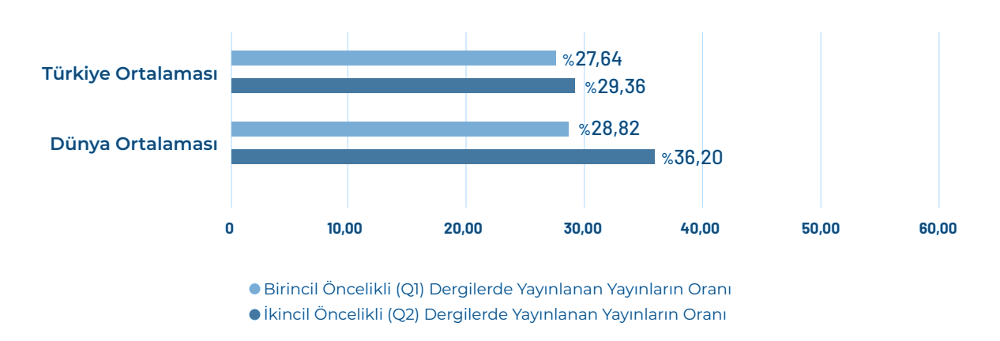 %27,64
Türkiye Ortalaması
%29,36
%28,82
Dünya Ortalaması
%36,20
0 10,00 20,00 30,00 40,00 50,00 60,00
Birincil Öncelikli (Q1) Dergilerde Yayınlanan Yayınların Oranı
İkincil Öncelikli (Q2) Dergilerde Yayınlanan Yayınların Oranı